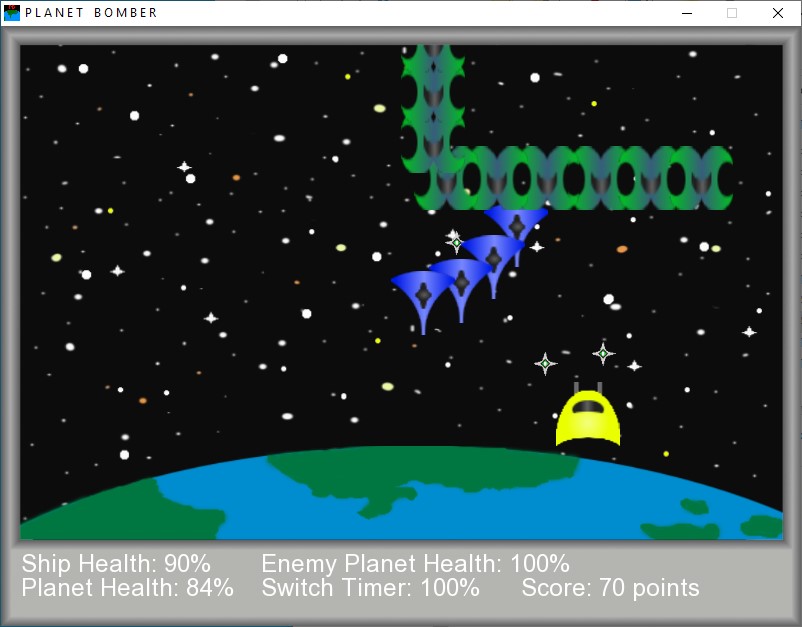 PLANET BOMBER
Ship Health: 90% Enemy Planet Health: 100%
Planet Health: 84% Switch Timer: 100% Score: 70 points